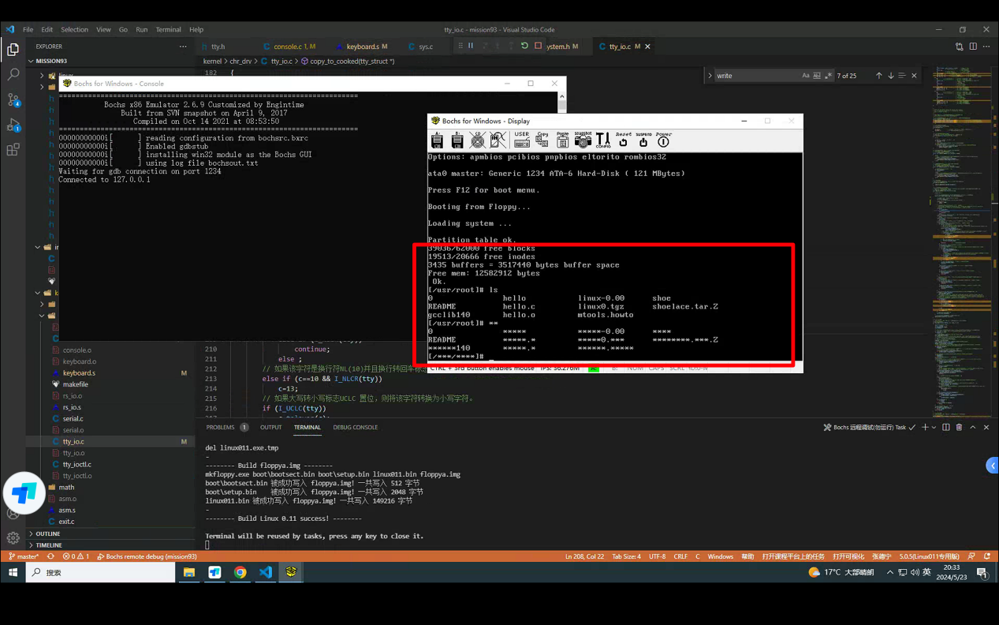 File Edit Selection View Go Run Terminal Help
tty_io.c - mission93 - Visual Studio Code
EXPLORER
tty.h
console.c 1, M
keyboard.s M
sys.c
ystem.h M
tty_io.c M
MISSION93
kernel > chr_drv > tty_io.c > copy_to_cooked(tty_struct *)
182 {
write
Aa
7 of 25
Bochs for Windows - Console
========================================================================
Bochs x86 Emulator 2.6.9 Customized by Engintime
Built from SVN snapshot on April 9, 2017
Compiled on Oct 14 2021 at 08:53:50
========================================================================
00000000000i[ ] reading configuration from bochsrc.bxrc
00000000000i[ ] Enabled gdbstub
00000000000i[ ] installing win32 module as the Bochs GUI
00000000000i[ ] using log file bochsout.txt
Waiting for gdb connection on port 1234
Connected to 127.0.0.1
Bochs for Windows - Display
USER
Copy
Paste
Snapshot
CONFIG
Reset
SUSPEND
Power
Options: apmbios pcibios pnpbios eltorito rombios32
ata0 master: Generic 1234 ATA-6 Hard-Disk ( 121 MBytes)
Press F12 for boot menu.
Booting from Floppy...
Loading system ...
Partition table ok.
39036/62000 free blocks
19513/20666 free inodes
3435 buffers = 3517440 bytes buffer space
Free mem: 12582912 bytes
Ok.
[/usr/root]# ls
0 hello linux-0.00 shoe
README hello.c linux0.tgz shoelace.tar.Z
gcclib140 hello.o mtools.howto
[/usr/root]# **
0 ***** *****-0.00 ****
README *****.* *****0.*** ********.***.Z
******140 *****.* ******.*****
[/***/****]# _
CTRL + 3rd button enables mouse
console.o
keyboard.o
keyboard.s M
makefile
rs_io.o
rs_io.s
serial.c
serial.o
tty_io.c M
tty_io.o
tty_ioctl.c
tty_ioctl.o
math
asm.o
asm.s
exit.c
OUTLINE
TIMELINE
210 continue;
211 else ;
212 // 如果该字符是换行符NL(10)并且换行转回车标
213 else if (c==10 && I_NLCR(tty))
214 c=13;
215 // 如果大写转小写标志UCLC 置位，则将该字符转换为小写字符。
216 if (I_UCLC(tty))
PROBLEMS 1 OUTPUT TERMINAL DEBUG CONSOLE
Bochs 远程调试(勿运行) Task
del linux011.exe.tmp
-
-------- Build floppya.img --------
mkfloppy.exe boot\bootsect.bin boot\setup.bin linux011.bin floppya.img
boot\bootsect.bin 被成功写入 floppya.img! 一共写入 512 字节
boot\setup.bin 被成功写入 floppya.img! 一共写入 2048 字节
linux011.bin 被成功写入 floppya.img! 一共写入 149216 字节
-
-------- Build Linux 0.11 success! --------
Terminal will be reused by tasks, press any key to close it.
master* 0 1 Bochs remote debug (mission93)
Ln 208, Col 22 Tab Size: 4 UTF-8 CRLF C Windows 帮助 打开课程平台上的任务 打开可视化 张德宁 5.0.5(Linux011专用版)
搜索
17°C 大部晴朗
英
20:33
2024/5/23